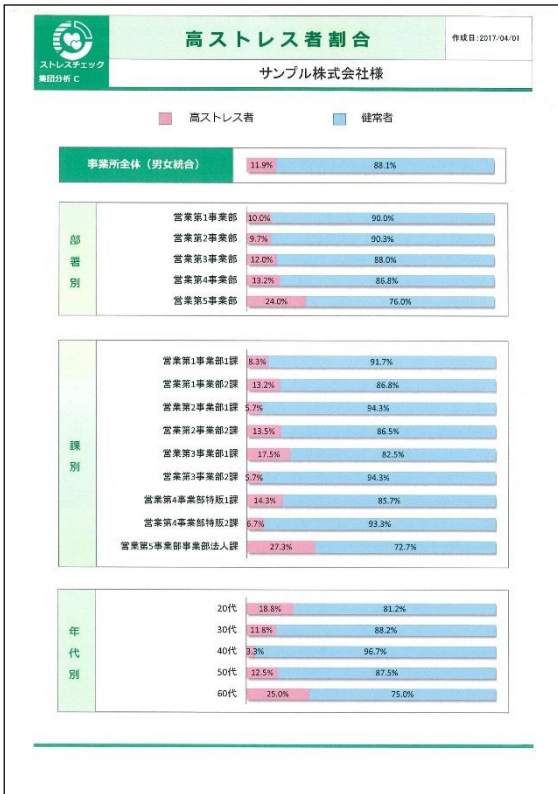 ストレスチェック
集団分析 C
高ストレス者割合
作成日:2017/04/01
サンプル株式会社様
高ストレス者 健常者
事業所全体(男女統合) 11.9% 88.1%
部署別
営業第1事業部 10.0% 90.0%
営業第2事業部 9.7% 90.3%
営業第3事業部 12.0% 88.0%
営業第4事業部 13.2% 86.8%
営業第5事業部 24.0% 76.0%
課別
営業第1事業部1課 8.3% 91.7%
営業第1事業部2課 13.2% 86.8%
営業第2事業部1課 5.7% 94.3%
営業第2事業部2課 13.5% 86.5%
営業第3事業部1課 17.5% 82.5%
営業第3事業部2課 5.7% 94.3%
営業第4事業部特販1課 14.3% 85.7%
営業第4事業部特販2課 6.7% 93.3%
営業第5事業部事業部法人課 27.3% 72.7%
年代別
20代 18.8% 81.2%
30代 11.8% 88.2%
40代 3.3% 96.7%
50代 12.5% 87.5%
60代 25.0% 75.0%